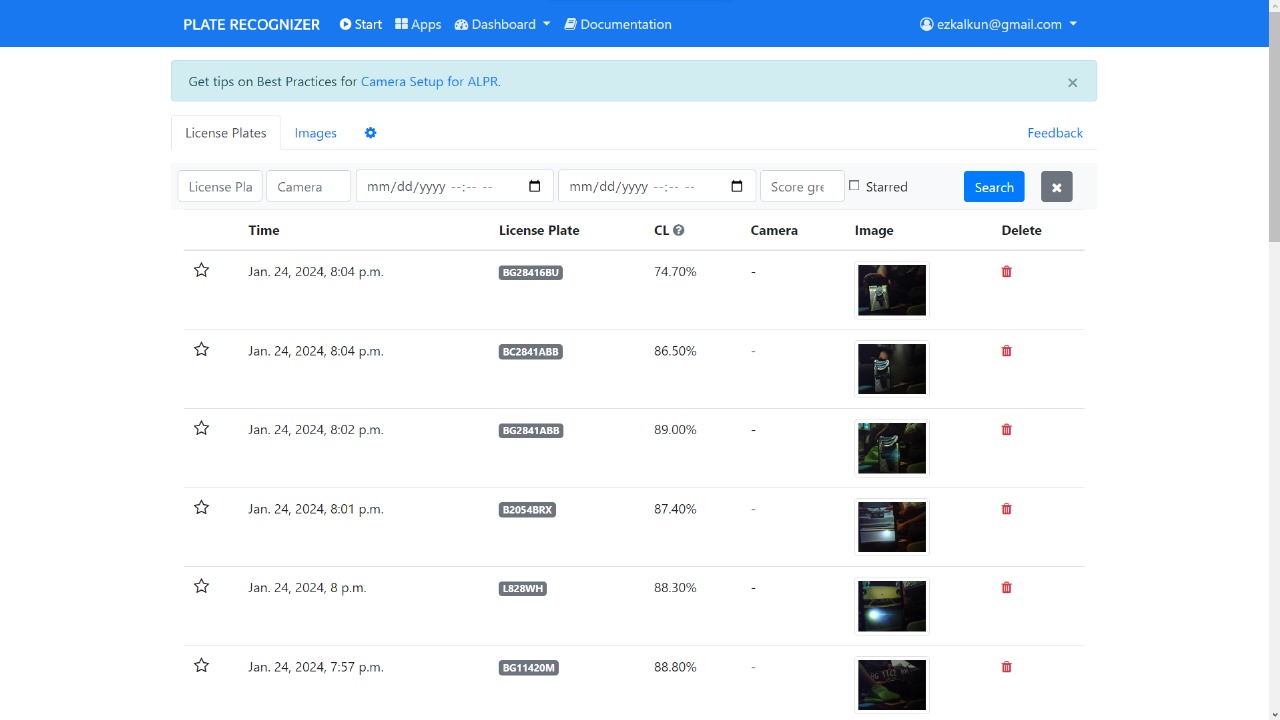 PLATE RECOGNIZER Start Apps Dashboard Documentation ezkalkun@gmail.com
Get tips on Best Practices for Camera Setup for ALPR. ×
License Plates Images Feedback
License Pla Camera mm/dd/yyyy --:-- -- mm/dd/yyyy --:-- -- Score gre Starred Search ×
Time License Plate CL ? Camera Image Delete
Jan. 24, 2024, 8:04 p.m. BG28416BU 74.70% -
Jan. 24, 2024, 8:04 p.m. BC2841ABB 86.50% -
Jan. 24, 2024, 8:02 p.m. BG2841ABB 89.00% -
Jan. 24, 2024, 8:01 p.m. B2054BRX 87.40% -
Jan. 24, 2024, 8 p.m. L828WH 88.30% -
Jan. 24, 2024, 7:57 p.m. BG11420M 88.80% -